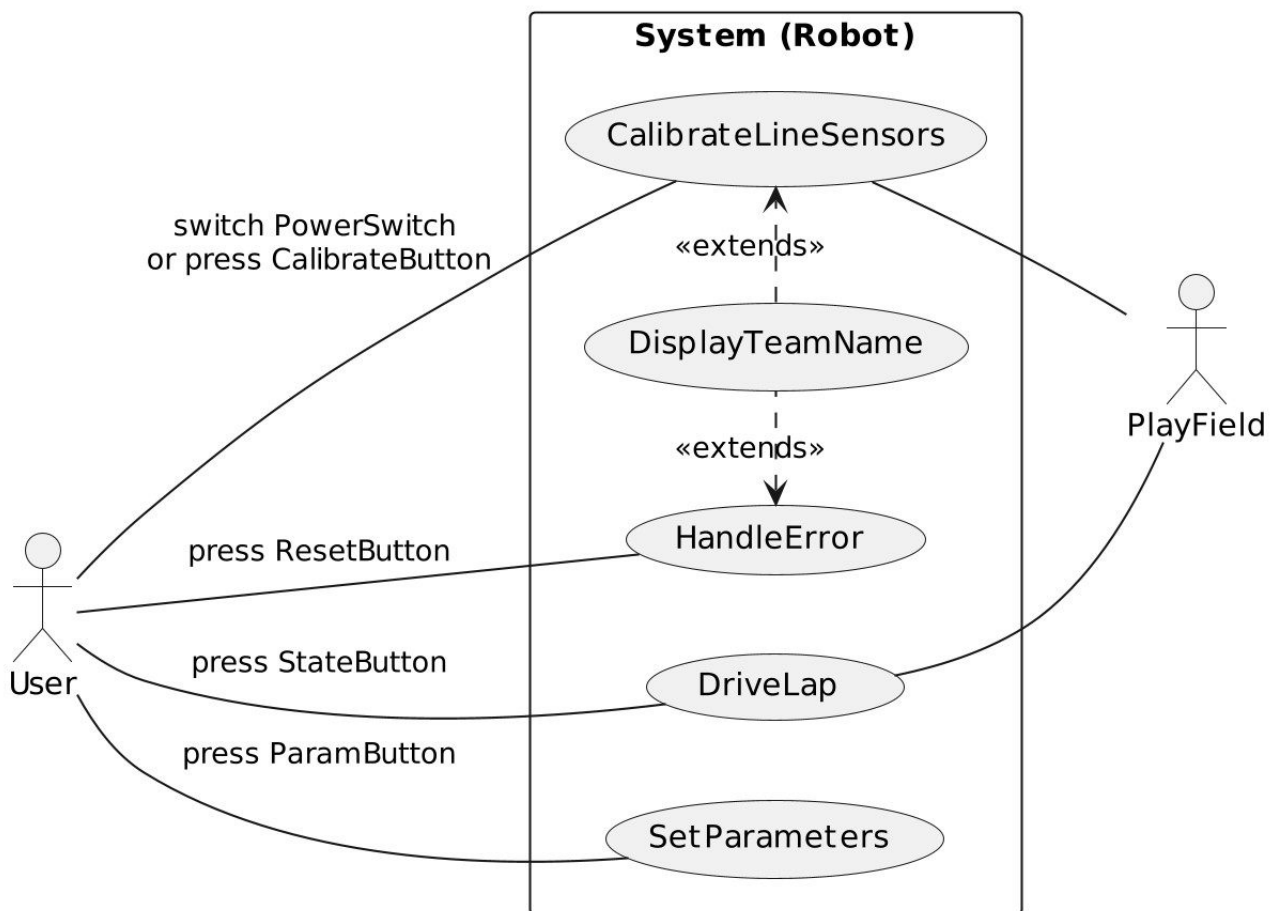 System (Robot)
CalibrateLineSensors
switch PowerSwitch
or press CalibrateButton
«extends»
DisplayTeamName
PlayField
«extends»
HandleError
press ResetButton
press StateButton
User
DriveLap
press ParamButton
SetParameters